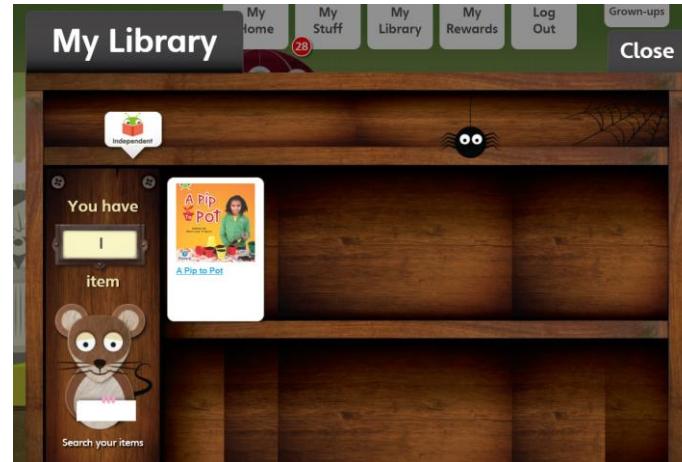 My
Home
My
Stuff
My
Library
My
Rewards
Log
Out
Grown-ups
My Library
28
Close
Independent
You have
1
item
A Pip
to Pot
A Pip to Pot
Search your items